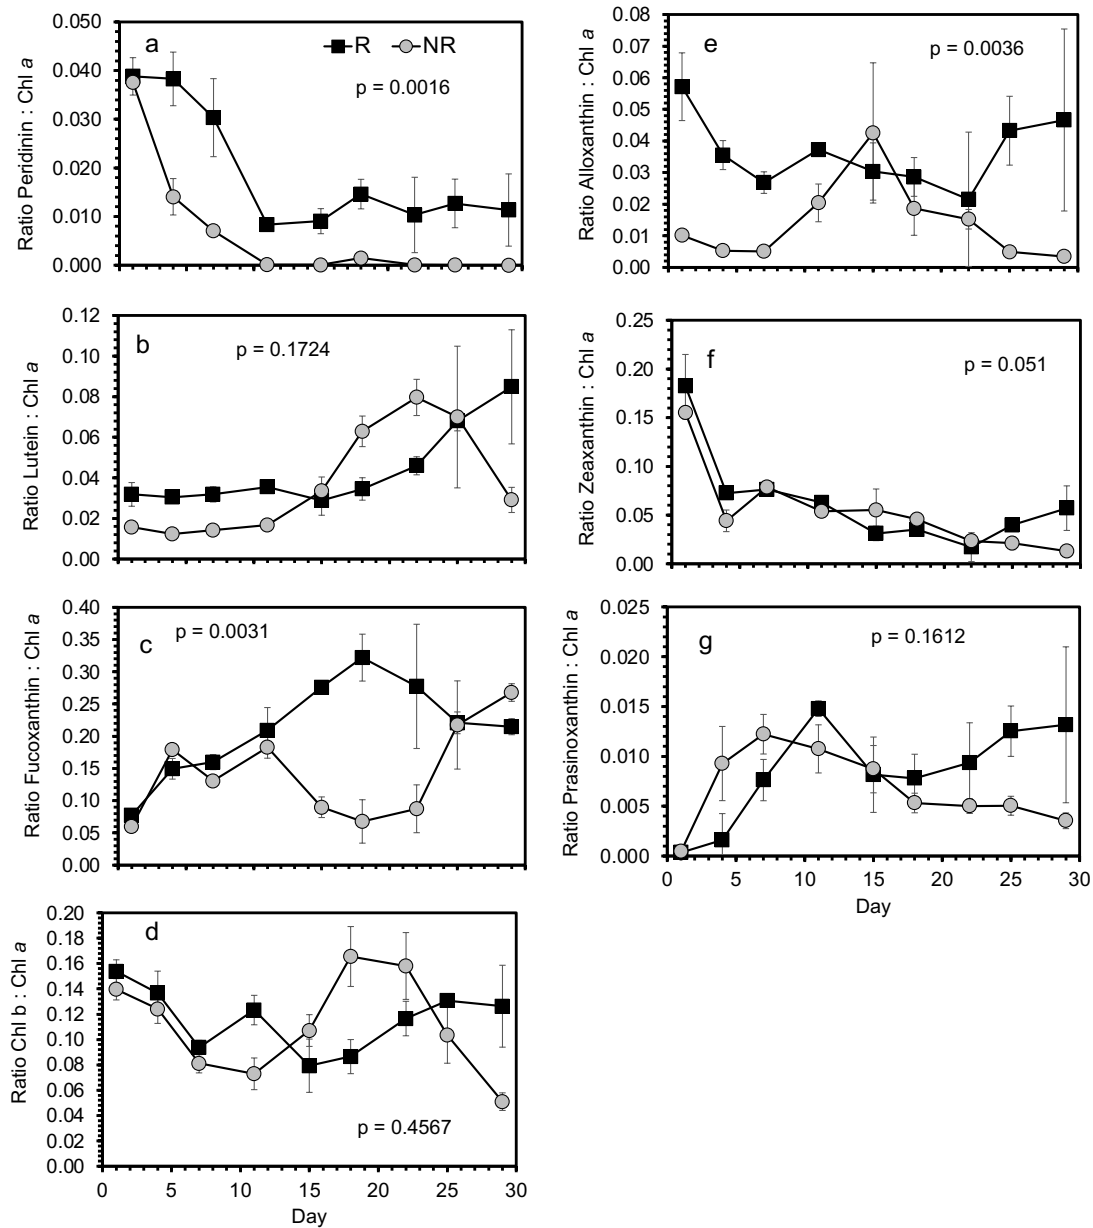 a
R
NR
p = 0.0016
Ratio Peridinin : Chl a
0.050
0.040
0.030
0.020
0.010
0.000
b
p = 0.1724
Ratio Lutein : Chl a
0.12
0.10
0.08
0.06
0.04
0.02
0.00
c
p = 0.0031
Ratio Fucoxanthin : Chl a
0.40
0.35
0.30
0.25
0.20
0.15
0.10
0.05
0.00
d
p = 0.4567
Ratio Chl b : Chl a
0.20
0.18
0.16
0.14
0.12
0.10
0.08
0.06
0.04
0.02
0.00
0 5 10 15 20 25 30
Day
e
p = 0.0036
Ratio Alloxanthin : Chl a
0.08
0.07
0.06
0.05
0.04
0.03
0.02
0.01
0.00
f
p = 0.051
Ratio Zeaxanthin : Chl a
0.25
0.20
0.15
0.10
0.05
0.00
g
p = 0.1612
Ratio Prasinoxanthin : Chl a
0.025
0.020
0.015
0.010
0.005
0.000
0 5 10 15 20 25 30
Day